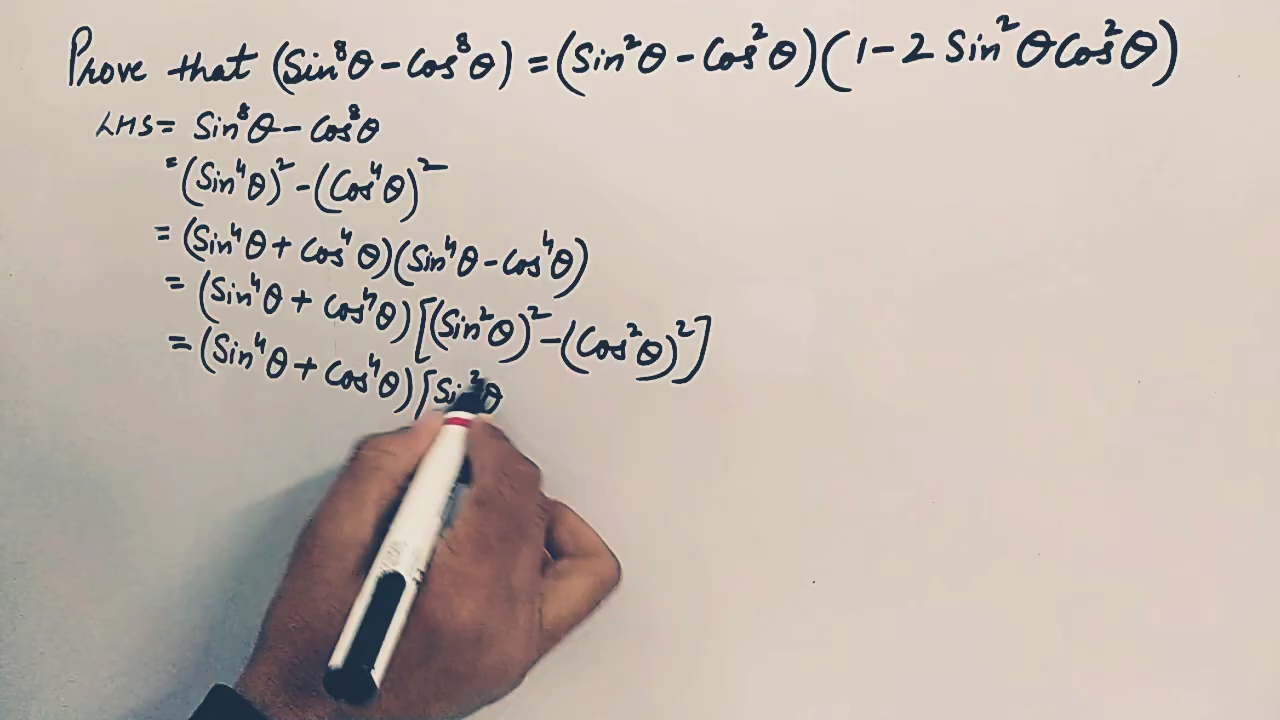 Prove that (Sin⁸θ - Cos⁸θ) = (Sin²θ - Cos²θ)(1 - 2 Sin²θ Cos²θ)
LHS = Sin⁸θ - Cos⁸θ
= (Sin⁴θ)² - (Cos⁴θ)²
= (Sin⁴θ + Cos⁴θ)(Sin⁴θ - Cos⁴θ)
= (Sin⁴θ + Cos⁴θ)[(Sin²θ)² - (Cos²θ)²]
= (Sin⁴θ + Cos⁴θ)[Sin²θ